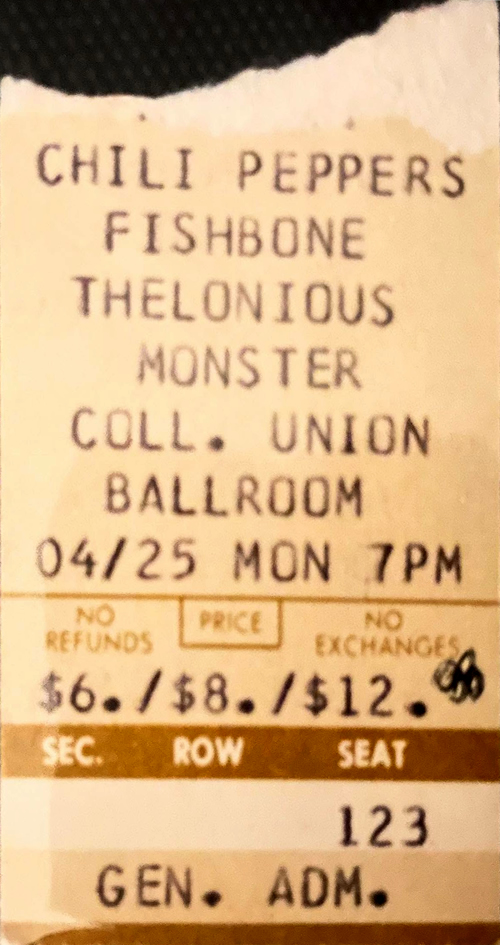 CHILI PEPPERS
FISHBONE
THELONIOUS
MONSTER
COLL. UNION
BALLROOM
04/25 MON 7PM
NO REFUNDS PRICE NO EXCHANGES
$6./$8./$12.
SEC. ROW SEAT
123
GEN. ADM.